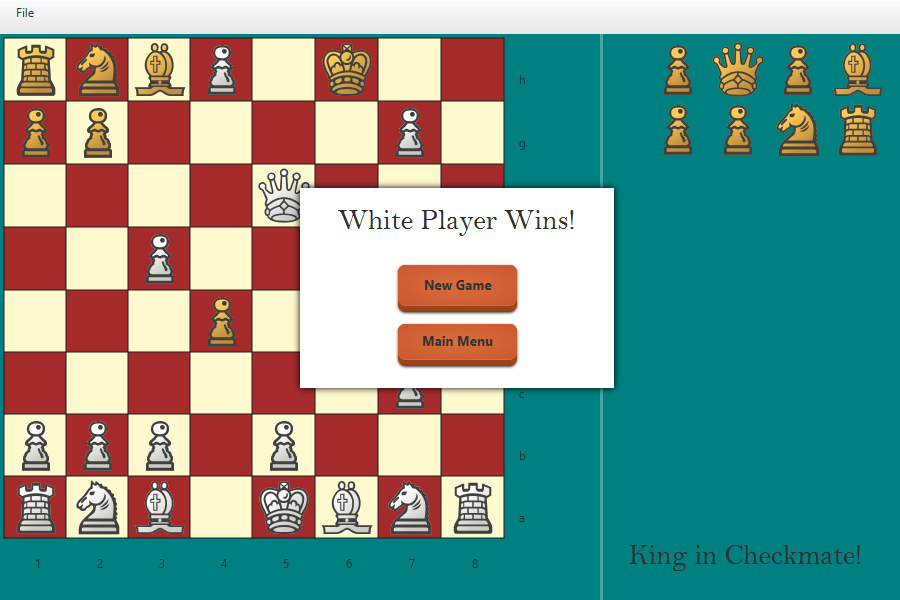 File
h
g
White Player Wins!
New Game
Main Menu
c
b
a
1 2 3 4 5 6 7 8
King in Checkmate!